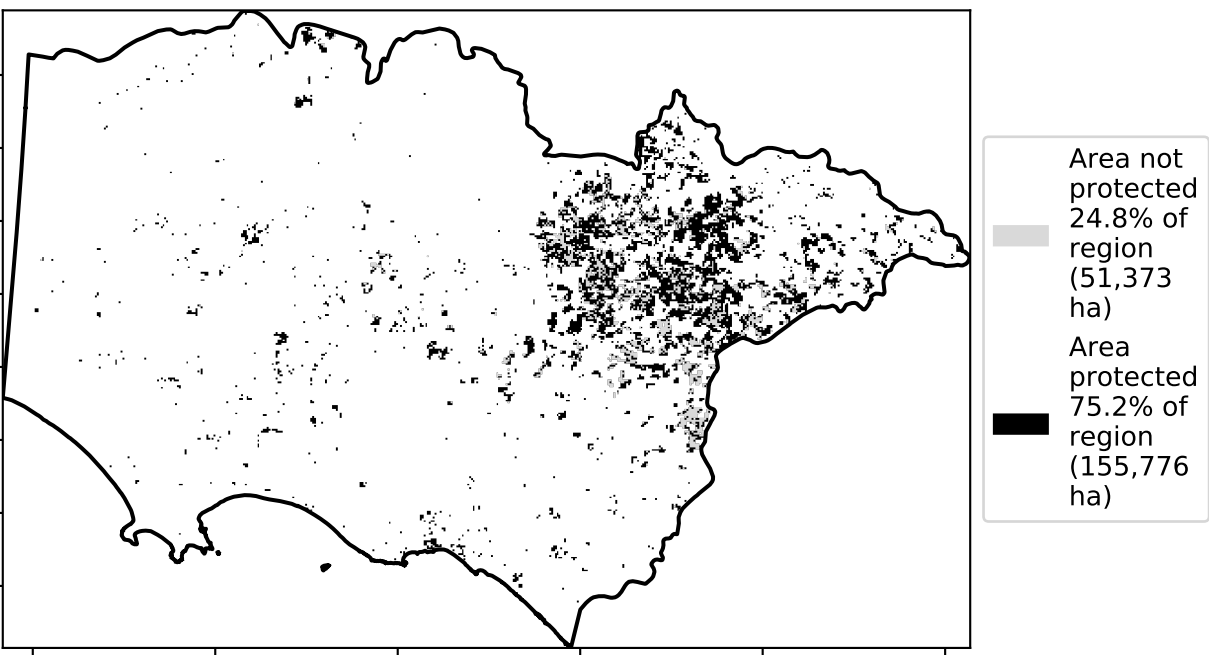 Area not
protected
24.8% of
region
(51,373
ha)
Area
protected
75.2% of
region
(155,776
ha)